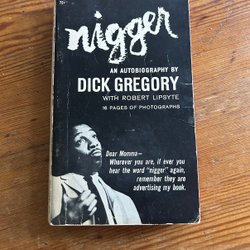 75¢
nigger
AN AUTOBIOGRAPHY BY
DICK GREGORY
WITH ROBERT LIPSYTE
16 PAGES OF PHOTOGRAPHS
Dear Momma—
Wherever you are, if ever you
hear the word "nigger" again,
remember they are
advertising my book.